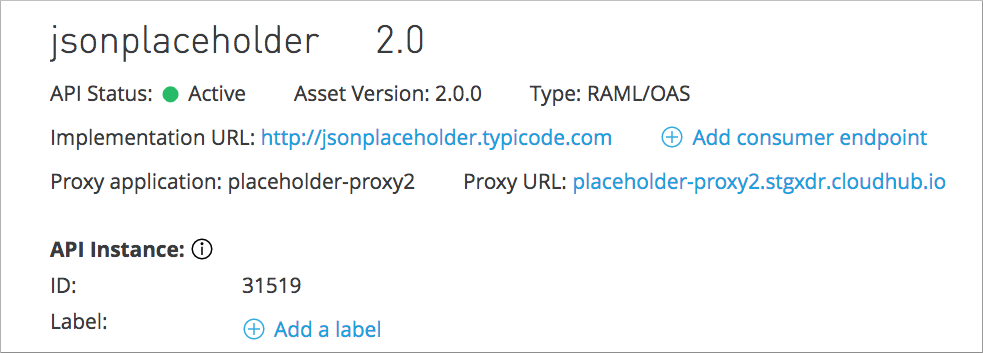 jsonplaceholder 2.0
API Status: Active Asset Version: 2.0.0 Type: RAML/OAS
Implementation URL: http://jsonplaceholder.typicode.com Add consumer endpoint
Proxy application: placeholder-proxy2 Proxy URL: placeholder-proxy2.stgxdr.cloudhub.io
API Instance:
ID: 31519
Label: Add a label